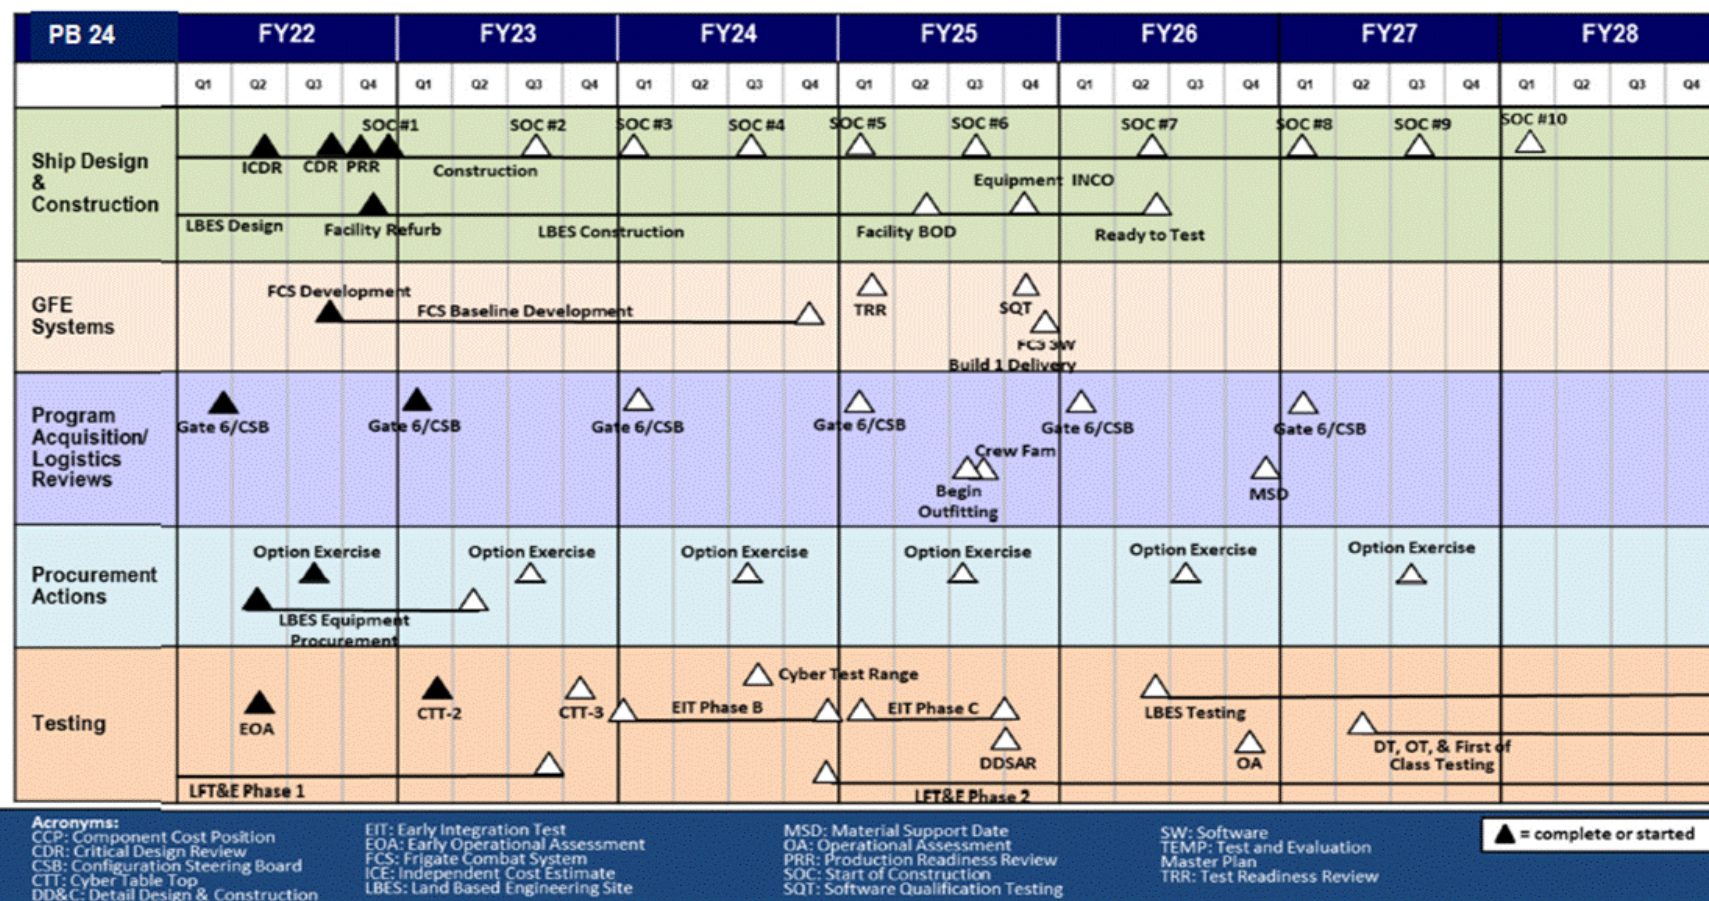 PB 24 FY22 FY23 FY24 FY25 FY26 FY27 FY28
Q1 Q2 Q3 Q4 Q1 Q2 Q3 Q4 Q1 Q2 Q3 Q4 Q1 Q2 Q3 Q4 Q1 Q2 Q3 Q4 Q1 Q2 Q3 Q4 Q1 Q2 Q3 Q4
Ship Design
&
Construction
SOC #1 SOC #2 SOC #3 SOC #4 SOC #5 SOC #6 SOC #7 SOC #8 SOC #9 SOC #10
ICDR CDR PRR Construction
Equipment INCO
LBES Design Facility Refurb LBES Construction Facility BOD Ready to Test
GFE
Systems
FCS Development
FCS Baseline Development
TRR SQT
FCS SW
Build 1 Delivery
Program
Acquisition/
Logistics
Reviews
Gate 6/CSB Gate 6/CSB Gate 6/CSB Gate 6/CSB Gate 6/CSB Gate 6/CSB
Crew Fam
Begin
Outfitting
MSD
Procurement
Actions
Option Exercise Option Exercise Option Exercise Option Exercise Option Exercise Option Exercise
LBES Equipment
Procurement
Testing
Cyber Test Range
EOA CTT-2 CTT-3 EIT Phase B EIT Phase C LBES Testing
DDSAR OA
DT, OT, & First of
Class Testing
LFT&E Phase 1 LFT&E Phase 2
Acronyms:
CCP: Component Cost Position
CDR: Critical Design Review
CSB: Configuration Steering Board
CTT: Cyber Table Top
DD&C: Detail Design & Construction
EIT: Early Integration Test
EOA: Early Operational Assessment
FCS: Frigate Combat System
ICE: Independent Cost Estimate
LBES: Land Based Engineering Site
MSD: Material Support Date
OA: Operational Assessment
PRR: Production Readiness Review
SOC: Start of Construction
SQT: Software Qualification Testing
SW: Software
TEMP: Test and Evaluation
Master Plan
TRR: Test Readiness Review
= complete or started